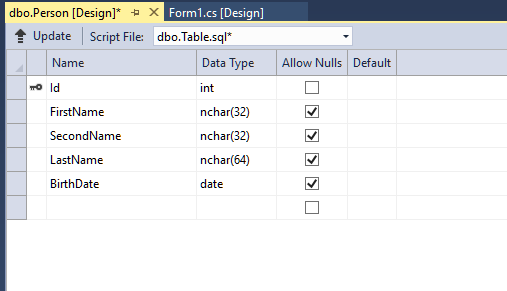 dbo.Person [Design]* Form1.cs [Design]
Update Script File: dbo.Table.sql*
Name Data Type Allow Nulls Default
Id int
FirstName nchar(32)
SecondName nchar(32)
LastName nchar(64)
BirthDate date